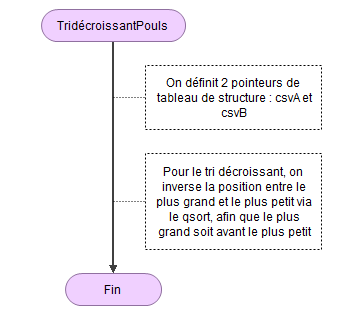 TridécroissantPouls
On définit 2 pointeurs de
tableau de structure : csvA et
csvB
Pour le tri décroissant, on
inverse la position entre le
plus grand et le plus petit via
le qsort, afin que le plus
grand soit avant le plus petit
Fin